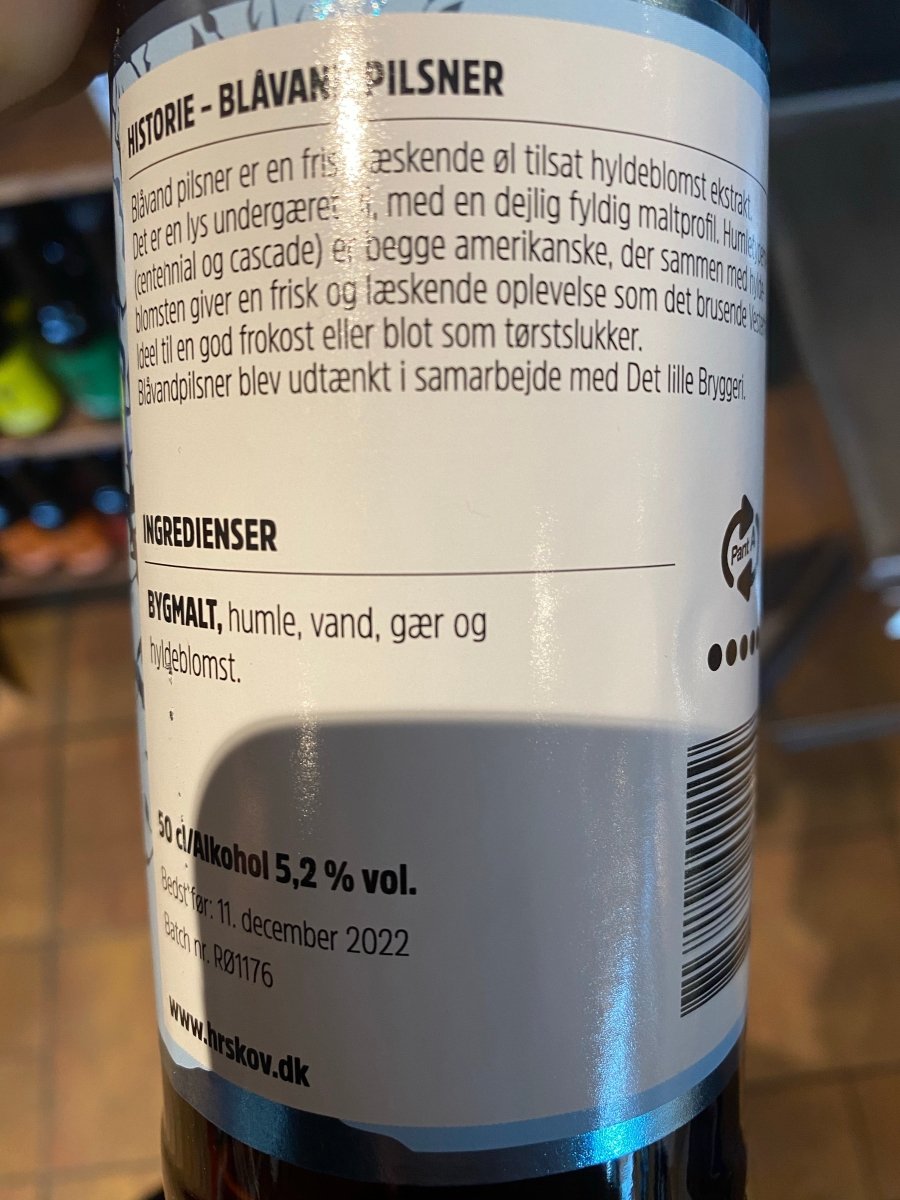 HISTORIE - BLÅVAND PILSNER
Blåvand pilsner er en frisk læskende øl tilsat hyldeblomst ekstrakt.
Det er en lys undergæret øl, med en dejlig fyldig maltprofil.
(centennial og cascade) er begge amerikanske, der sammen med hylde-
blomsten giver en frisk og læskende oplevelse som det brusende
Ideel til en god frokost eller blot som tørstslukker.
Blåvandpilsner blev udtænkt i samarbejde med Det lille Bryggeri.
INGREDIENSER
Pant A
BYGMALT, humle, vand, gær og
hyldeblomst.
50 cl/Alkohol 5,2 % vol.
Bedst før: 11. december 2022
Batch nr. RØ1176
www.hrskov.dk